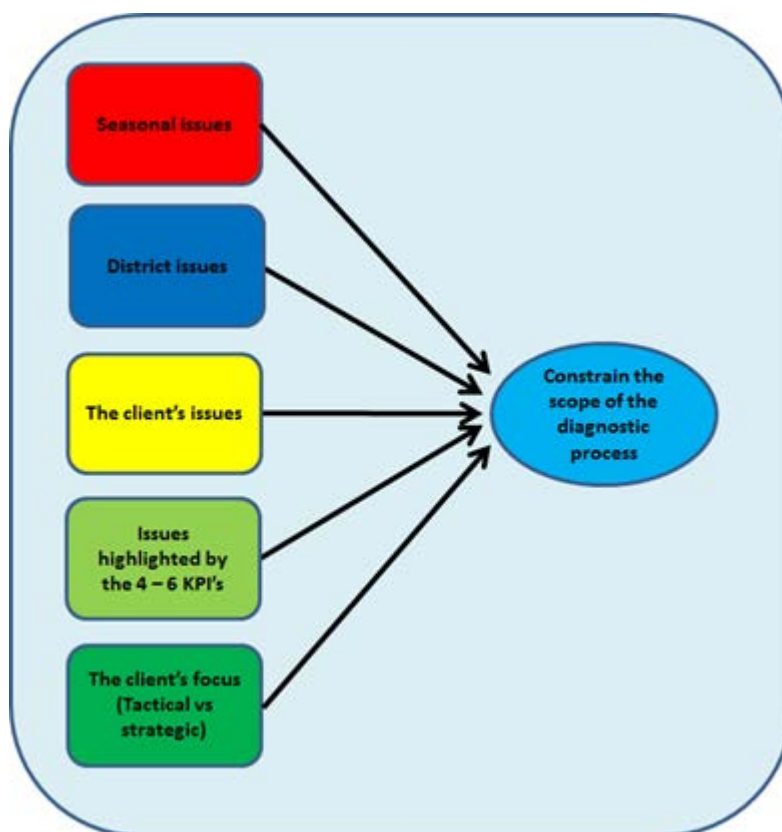 Seasonal issues
District issues
The client's issues
Issues
highlighted by
the 4 – 6 KPI's
The client's focus
(Tactical vs
strategic)
Constrain the
scope of the
diagnostic
process